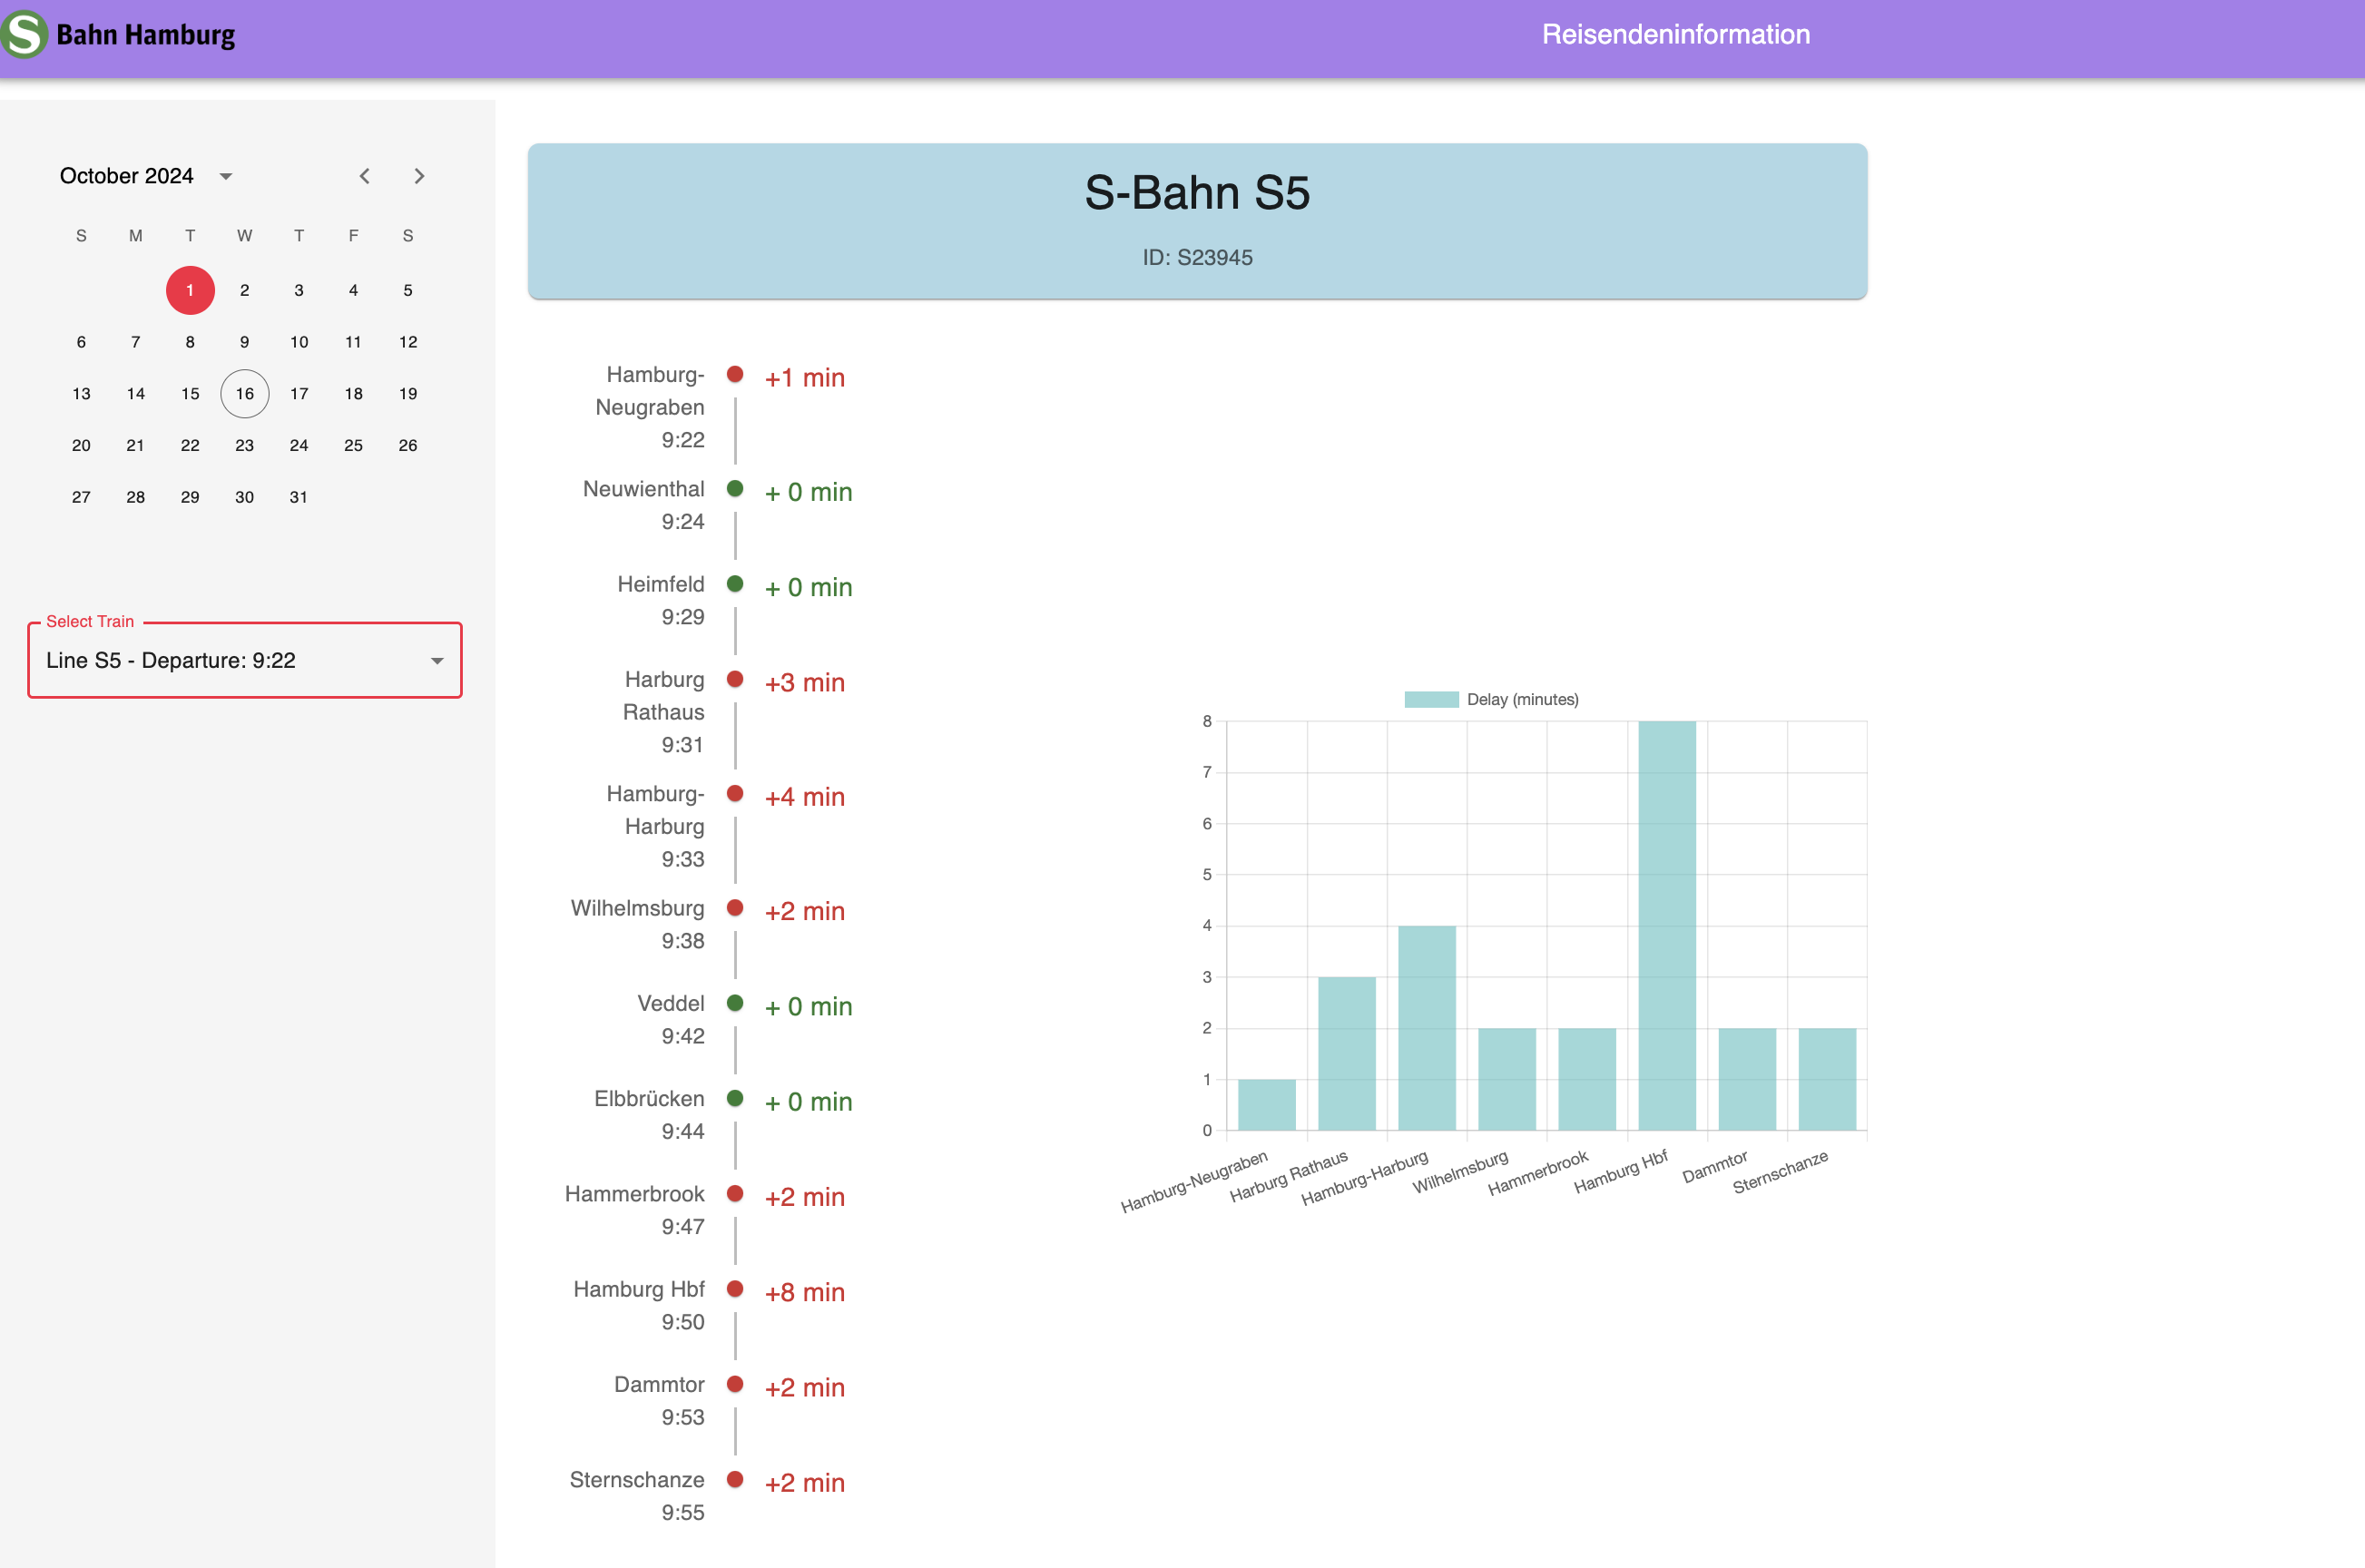 S Bahn Hamburg
Reisendeninformation
October 2024
S M T W T F S
1 2 3 4 5
6 7 8 9 10 11 12
13 14 15 16 17 18 19
20 21 22 23 24 25 26
27 28 29 30 31
Select Train
Line S5 - Departure: 9:22
S-Bahn S5
ID: S23945
Hamburg-
Neugraben
9:22
+1 min
Neuwienthal
9:24
+ 0 min
Heimfeld
9:29
+ 0 min
Harburg
Rathaus
9:31
+3 min
Hamburg-
Harburg
9:33
+4 min
Wilhelmsburg
9:38
+2 min
Veddel
9:42
+ 0 min
Elbbrücken
9:44
+ 0 min
Hammerbrook
9:47
+2 min
Hamburg Hbf
9:50
+8 min
Dammtor
9:53
+2 min
Sternschanze
9:55
+2 min
Delay (minutes)
8
7
6
5
4
3
2
1
0
Hamburg-Neugraben
Harburg Rathaus
Hamburg-Harburg
Wilhelmsburg
Hammerbrook
Hamburg Hbf
Dammtor
Sternschanze